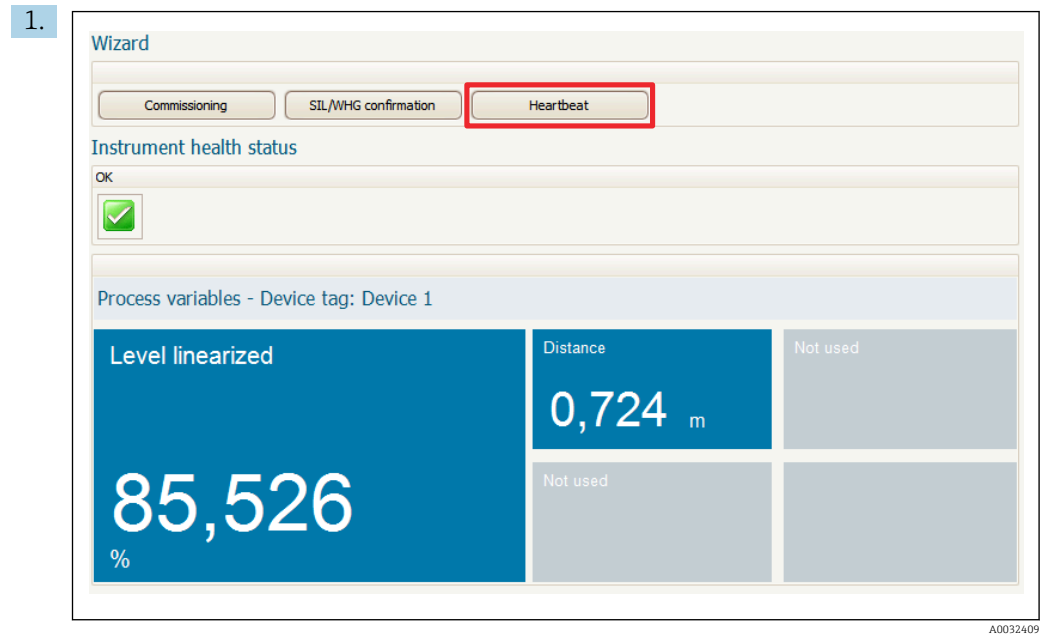 1.
Wizard
Commissioning SIL/WHG confirmation Heartbeat
Instrument health status
OK
Process variables - Device tag: Device 1
Level linearized
85,526
%
Distance
0,724 m
Not used
Not used
A0032409